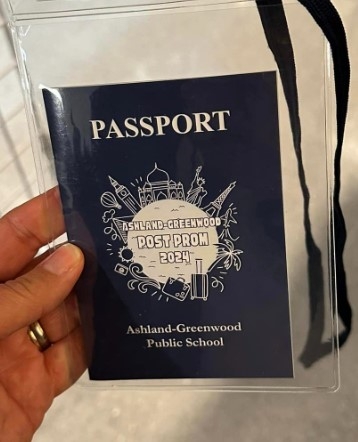 PASSPORT
ASHLAND-GREENWOOD
POST PROM
2024
Ashland-Greenwood
Public School